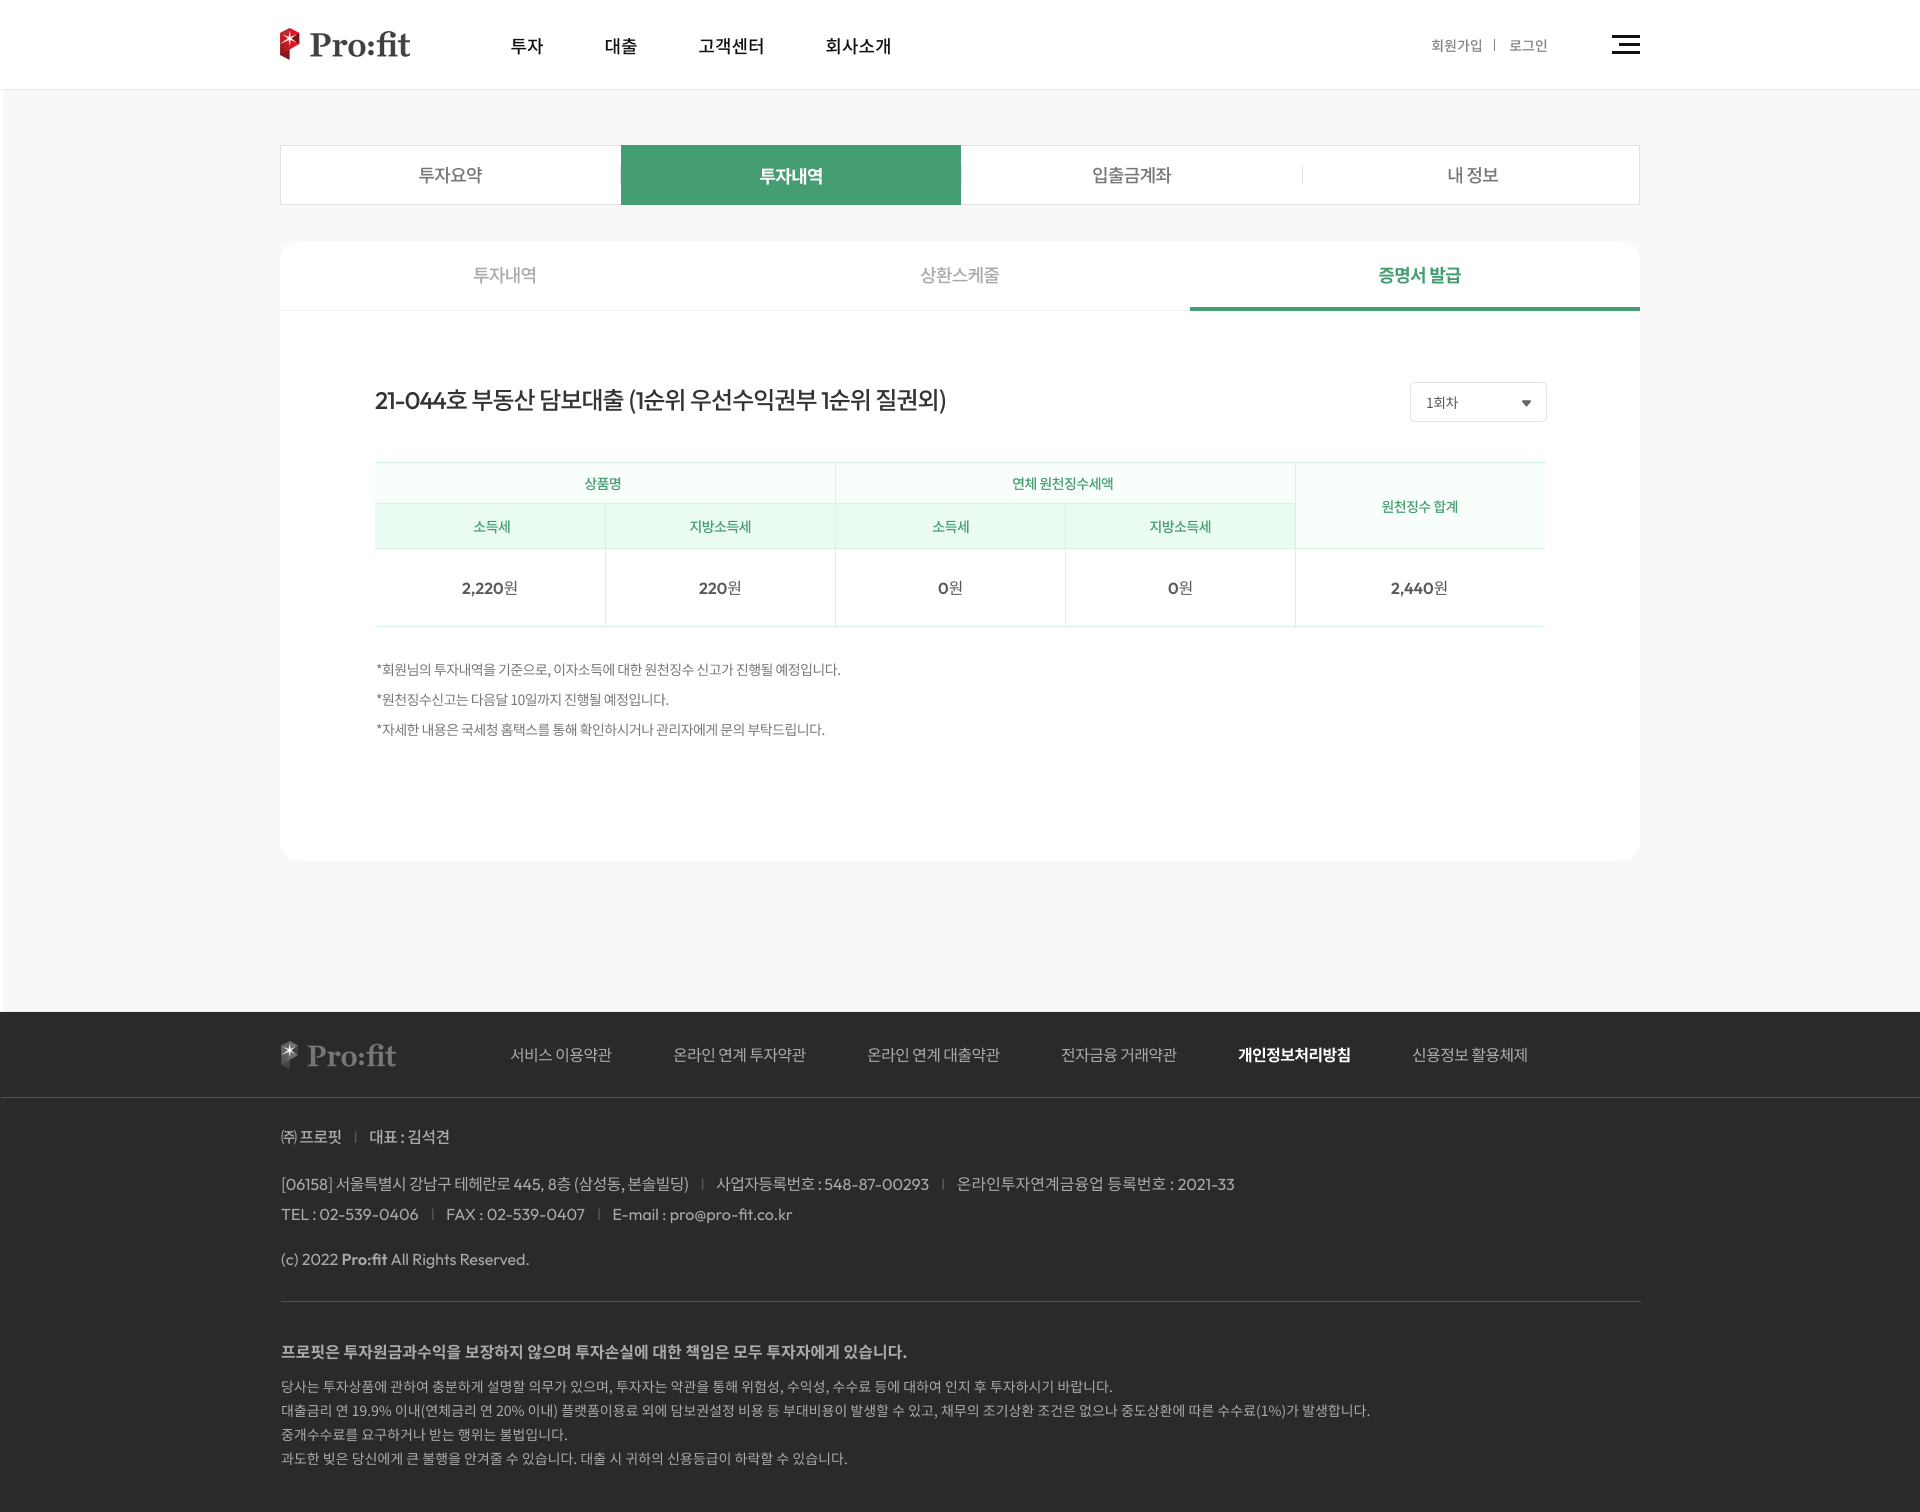 Pro:fit 투자 대출 고객센터 회사소개 회원가입 로그인
투자요약 투자내역 입출금계좌 내 정보
투자내역 상환스케줄 증명서 발급
21-044호 부동산 담보대출 (1순위 우선수익권부 1순위 질권외) 1회차
상품명 연체 원천징수세액 원천징수 합계
소득세 지방소득세 소득세 지방소득세
2,220원 220원 0원 0원 2,440원
*회원님의 투자내역을 기준으로, 이자소득에 대한 원천징수 신고가 진행될 예정입니다.
*원천징수신고는 다음달 10일까지 진행될 예정입니다.
*자세한 내용은 국세청 홈택스를 통해 확인하시거나 관리자에게 문의 부탁드립니다.
Pro:fit 서비스 이용약관 온라인 연계 투자약관 온라인 연계 대출약관 전자금융 거래약관 개인정보처리방침 신용정보 활용체제
㈜ 프로핏 | 대표 : 김석견
[06158] 서울특별시 강남구 테헤란로 445, 8층 (삼성동, 본솔빌딩) | 사업자등록번호 : 548-87-00293 | 온라인투자연계금융업 등록번호 : 2021-33
TEL : 02-539-0406 | FAX : 02-539-0407 | E-mail : pro@pro-fit.co.kr
(c) 2022 Pro:fit All Rights Reserved.
프로핏은 투자원금과수익을 보장하지 않으며 투자손실에 대한 책임은 모두 투자자에게 있습니다.
당사는 투자상품에 관하여 충분하게 설명할 의무가 있으며, 투자자는 약관을 통해 위험성, 수익성, 수수료 등에 대하여 인지 후 투자하시기 바랍니다.
대출금리 연 19.9% 이내(연체금리 연 20% 이내) 플랫폼이용료 외에 담보권설정 비용 등 부대비용이 발생할 수 있고, 채무의 조기상환 조건은 없으나 중도상환에 따른 수수료(1%)가 발생합니다.
중개수수료를 요구하거나 받는 행위는 불법입니다.
과도한 빚은 당신에게 큰 불행을 안겨줄 수 있습니다. 대출 시 귀하의 신용등급이 하락할 수 있습니다.